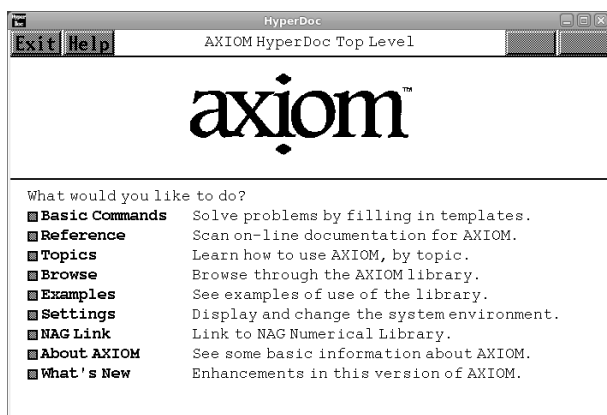 HyperDoc
Exit Help AXIOM HyperDoc Top Level
axiom™
What would you like to do?
Basic Commands Solve problems by filling in templates.
Reference Scan on-line documentation for AXIOM.
Topics Learn how to use AXIOM, by topic.
Browse Browse through the AXIOM library.
Examples See examples of use of the library.
Settings Display and change the system environment.
NAG Link Link to NAG Numerical Library.
About AXIOM See some basic information about AXIOM.
What's New Enhancements in this version of AXIOM.